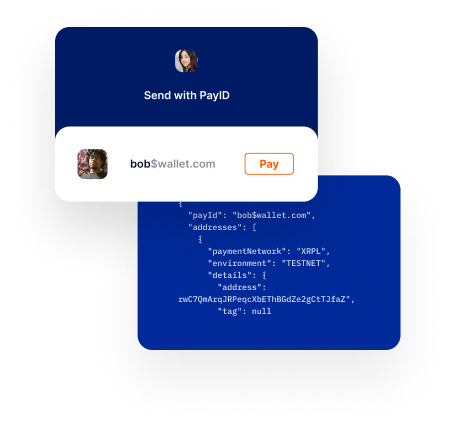 Send with PayID
bob$wallet.com
Pay
{
"payId": "bob$wallet.com",
"addresses": [
{
"paymentNetwork": "XRPL",
"environment": "TESTNET",
"details": {
"address":
rwC7QmArqJRPeqcXbEThBGdZe2gCtTJfaZ",
"tag": null